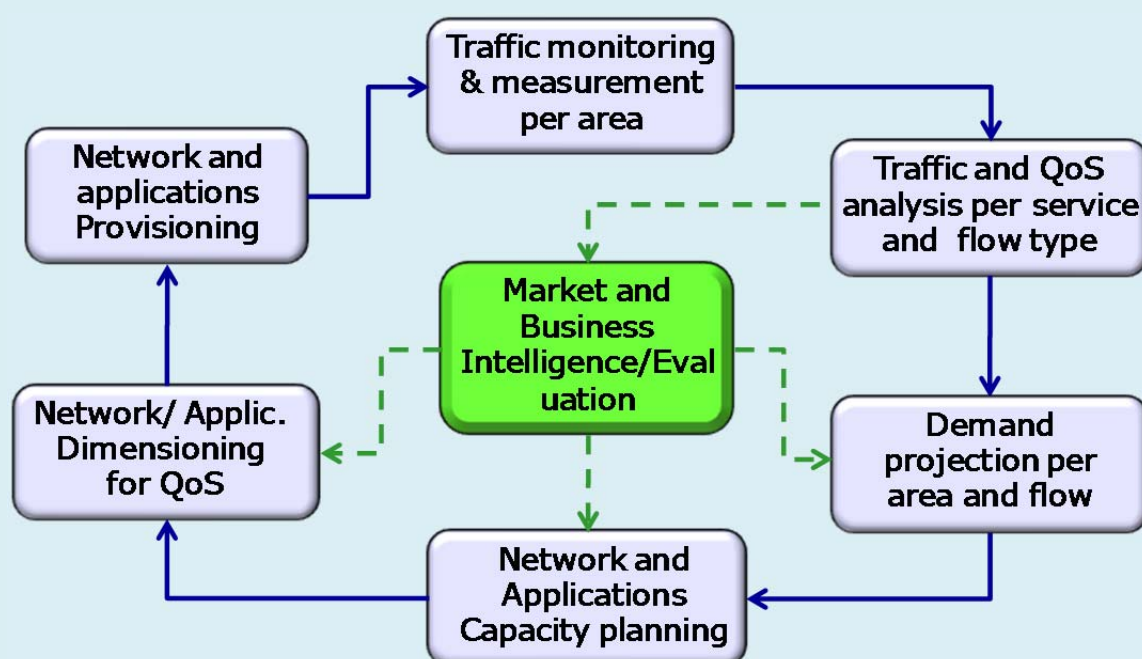 Traffic monitoring
& measurement
per area
Network and
applications
Provisioning
Traffic and QoS
analysis per service
and flow type
Market and
Business
Intelligence/Eval
uation
Network/ Applic.
Dimensioning
for QoS
Demand
projection per
area and flow
Network and
Applications
Capacity planning